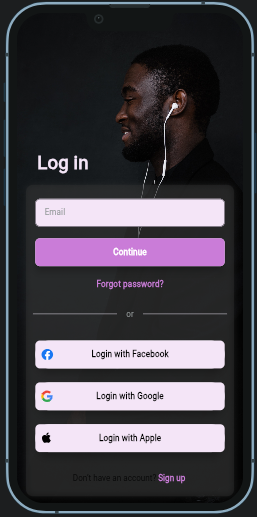 Log in
Email
Continue
Forgot password?
or
Login with Facebook
Login with Google
Login with Apple
Don't have an account? Sign up